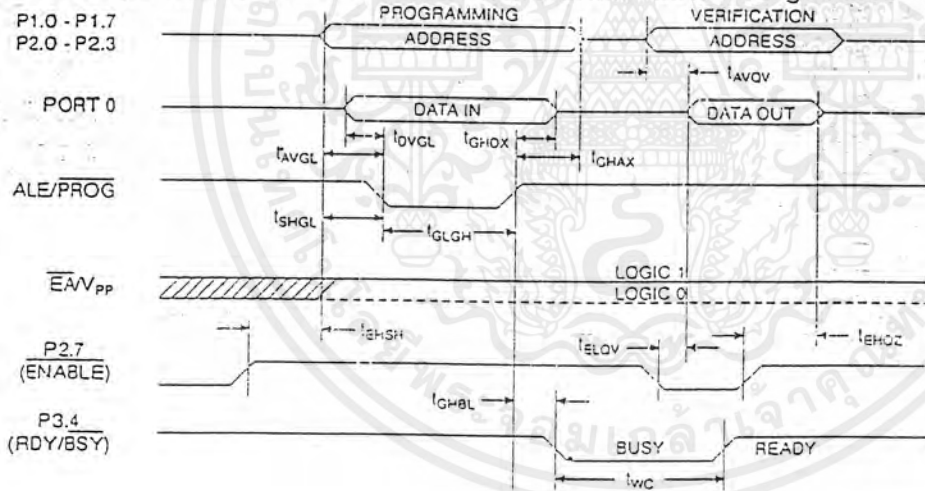 PROGRAMMING VERIFICATION
P1.0 - P1.7
P2.0 - P2.3
ADDRESS ADDRESS
tAVQV
PORT 0 DATA IN DATA OUT
tDVGL tGHDX
tAVGL tGHAX
ALE/PROG
tSHGL tGLGH
EA/VPP LOGIC 1
LOGIC 0
tEHSH tELQV tEHQZ
P2.7
(ENABLE)
tGHBL
P3.4
(RDY/BSY) BUSY READY
tWC